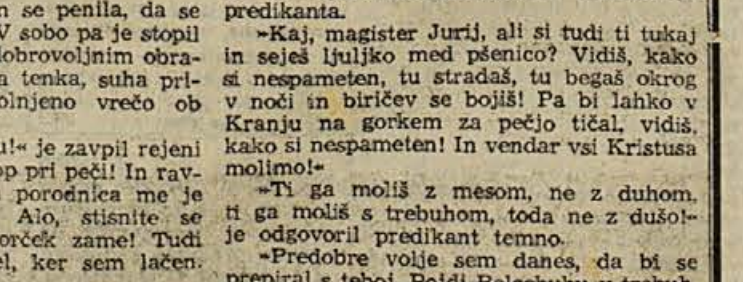 n se penila, da se
V sobo pa je stopil
dobrovoljnim obra-
a tenka, suha pri-
olnjeno vrečo ob
u!« je zavpil rejeni
op pri peči! In rav-
porodnica me je
Alo, stisnite se
orček zame! Tudi
el, ker sem lačen.
predikanta.
»Kaj, magister Jurij, ali si tudi ti tukaj
in seješ ljuljko med pšenico? Vidiš, kako
si nespameten, tu stradaš, tu begaš okrog
v noči in biričev se bojiš! Pa bi lahko v
Kranju na gorkem za pečjo tičal, vidiš,
kako si nespameten! In vendar vsi Kristusa
molimo!«
»Ti ga moliš z mesom, ne z duhom,
ti ga moliš s trebuhom, toda ne z dušo!«
je odgovoril predikant temno.
»Predobre volje sem danes, da bi se
prepiral s teboj. Pojdi